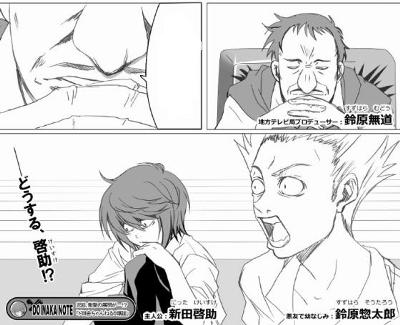 すずはら むどう
地方テレビ局プロデューサー：鈴原無道
どうする、啓助!?
けいすけ
すずはら そうたろう
悪友で幼なじみ：鈴原惣太郎
にった けいすけ
主人公：新田啓助
DO INAKA NOTE